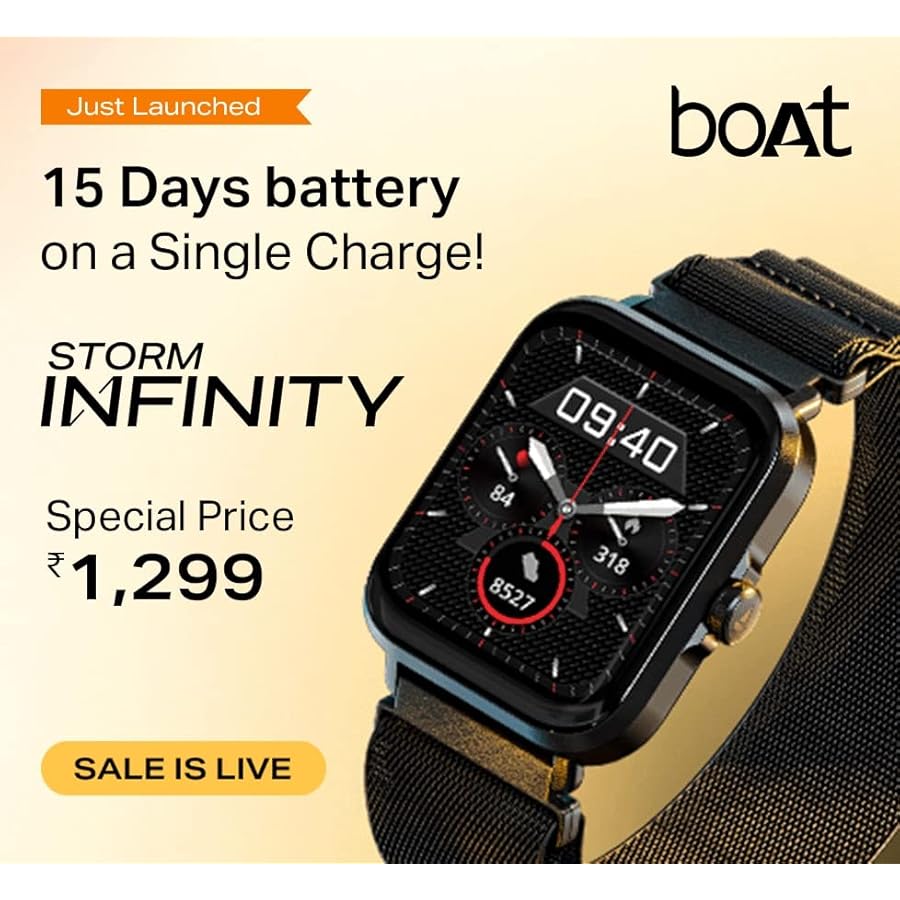 Just Launched
boAt
15 Days battery
on a Single Charge!
STORM
INFINITY
Special Price
₹1,299
SALE IS LIVE
09:40
84
318
8527